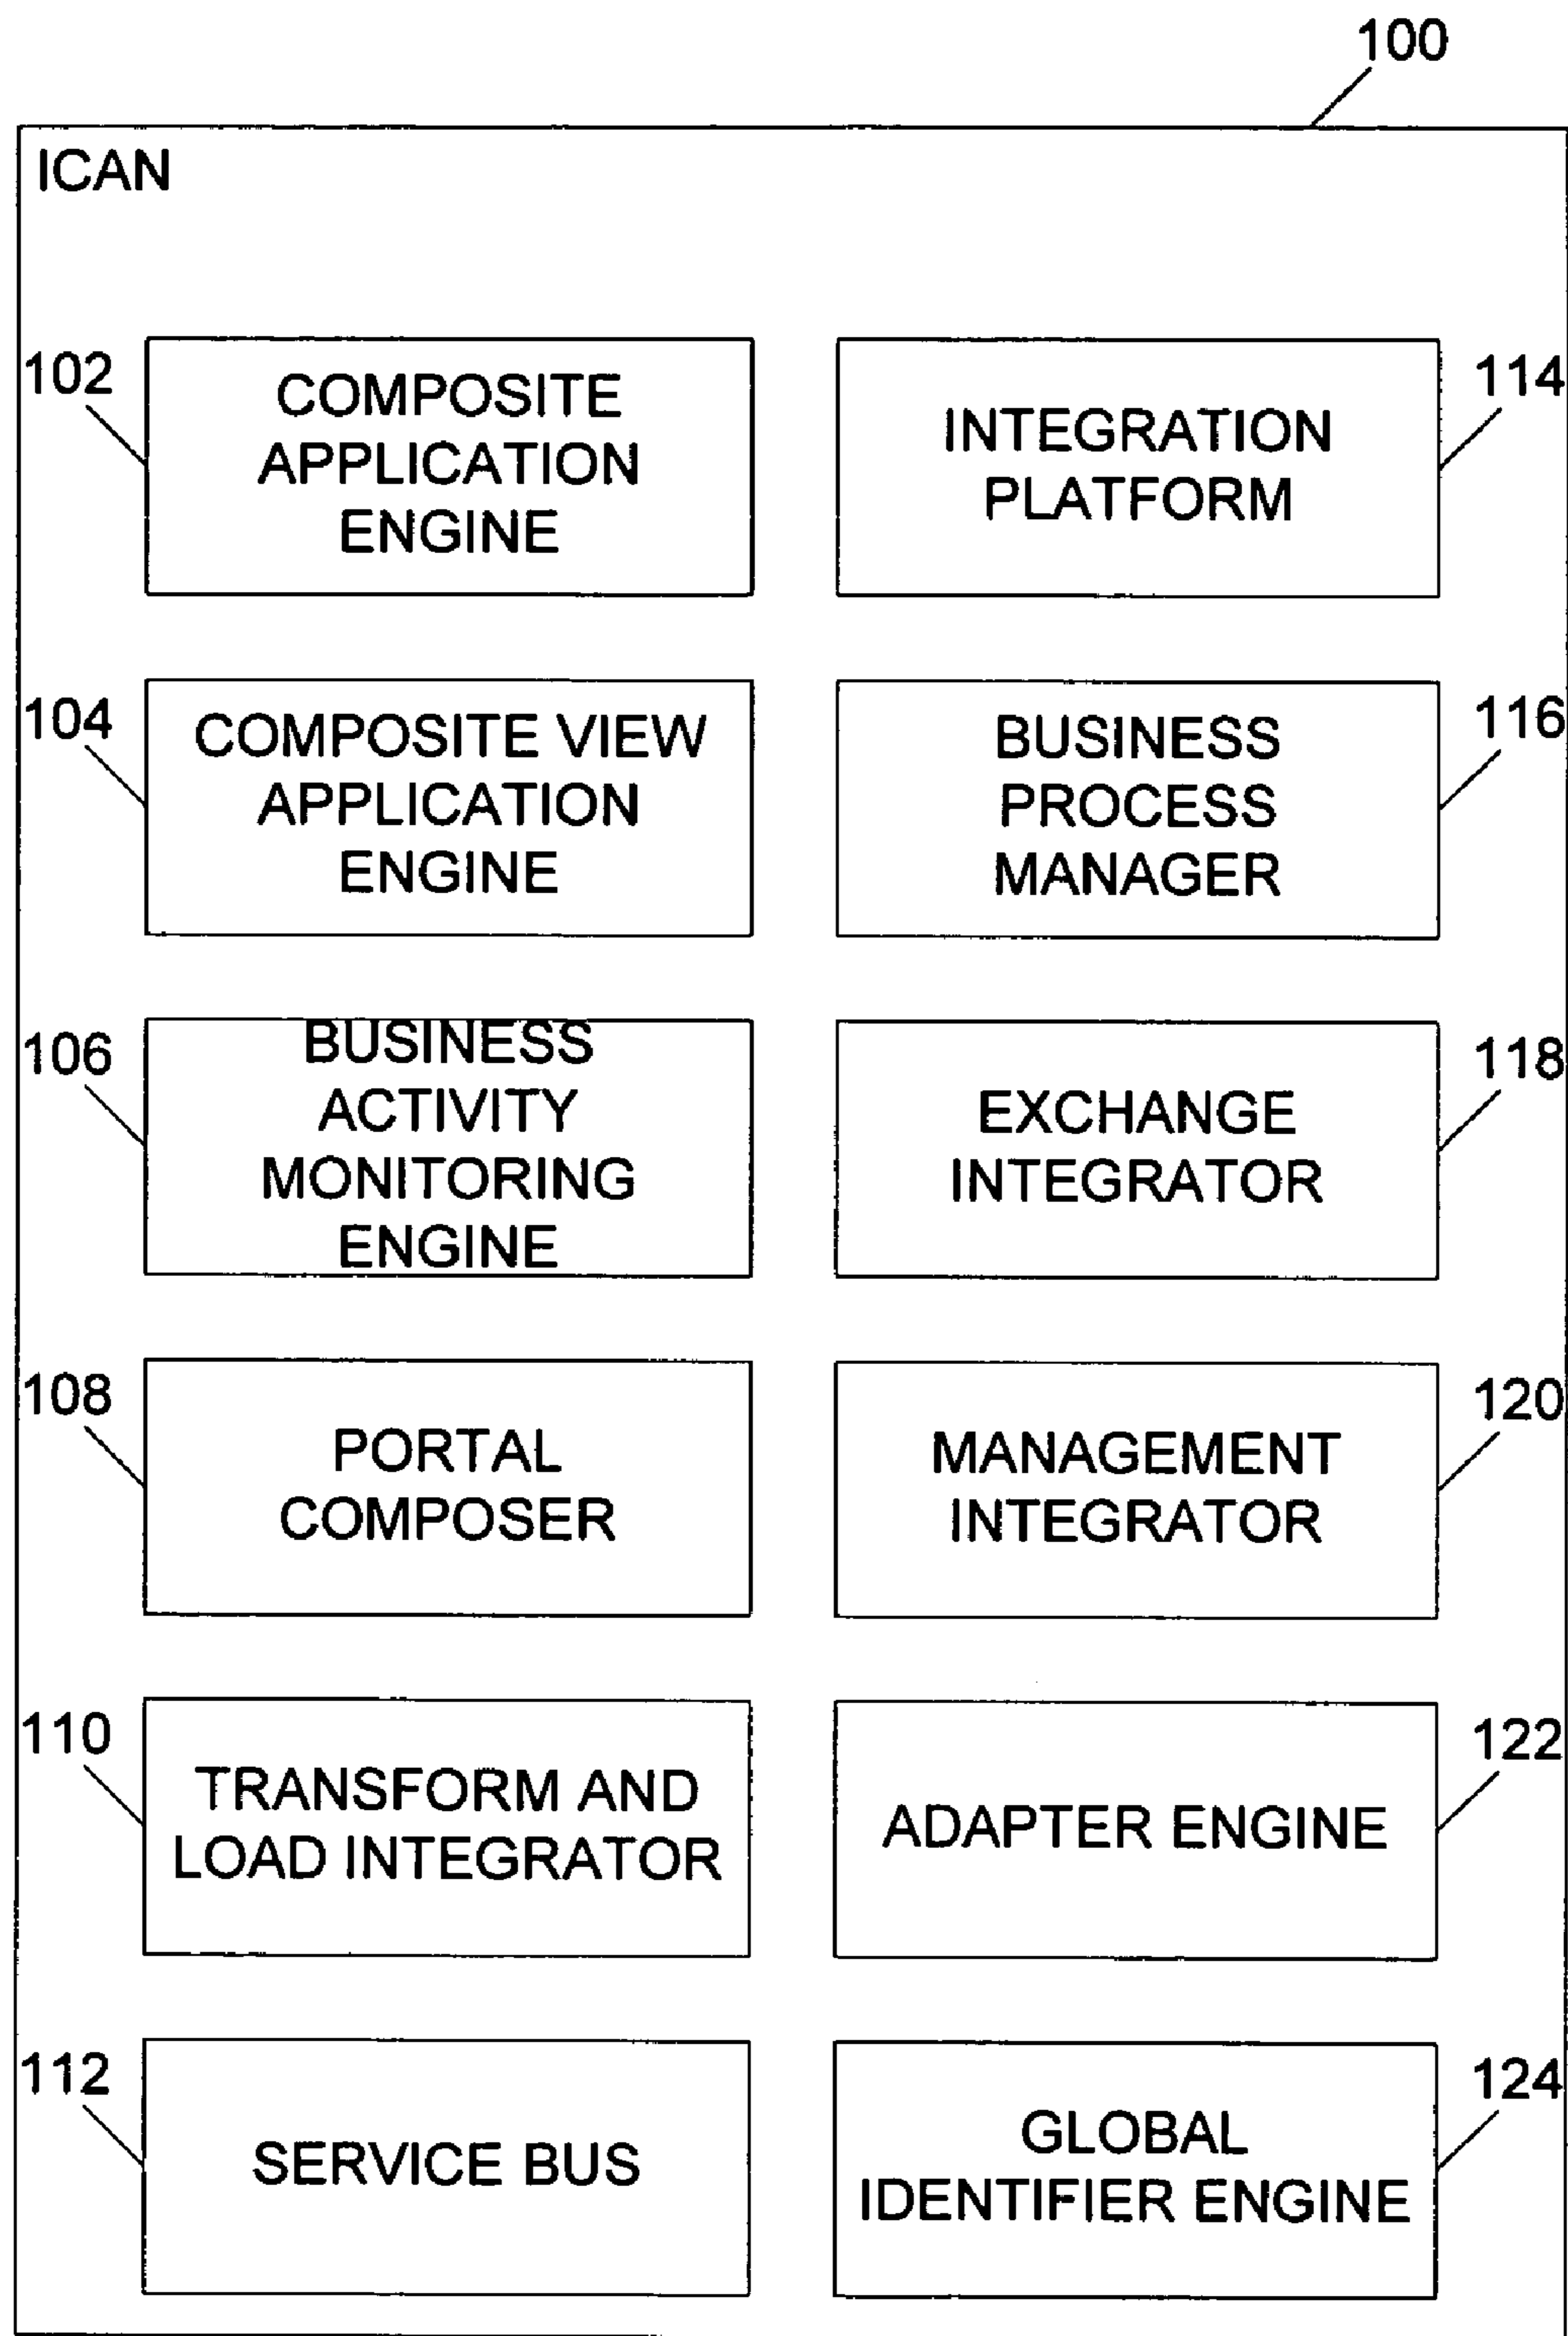 100
ICAN
102
COMPOSITE
APPLICATION
ENGINE
INTEGRATION
PLATFORM
114
104
COMPOSITE VIEW
APPLICATION
ENGINE
BUSINESS
PROCESS
MANAGER
116
106
BUSINESS
ACTIVITY
MONITORING
ENGINE
EXCHANGE
INTEGRATOR
118
108
PORTAL
COMPOSER
MANAGEMENT
INTEGRATOR
120
110
TRANSFORM AND
LOAD INTEGRATOR
ADAPTER ENGINE
122
112
SERVICE BUS
GLOBAL
IDENTIFIER ENGINE
124